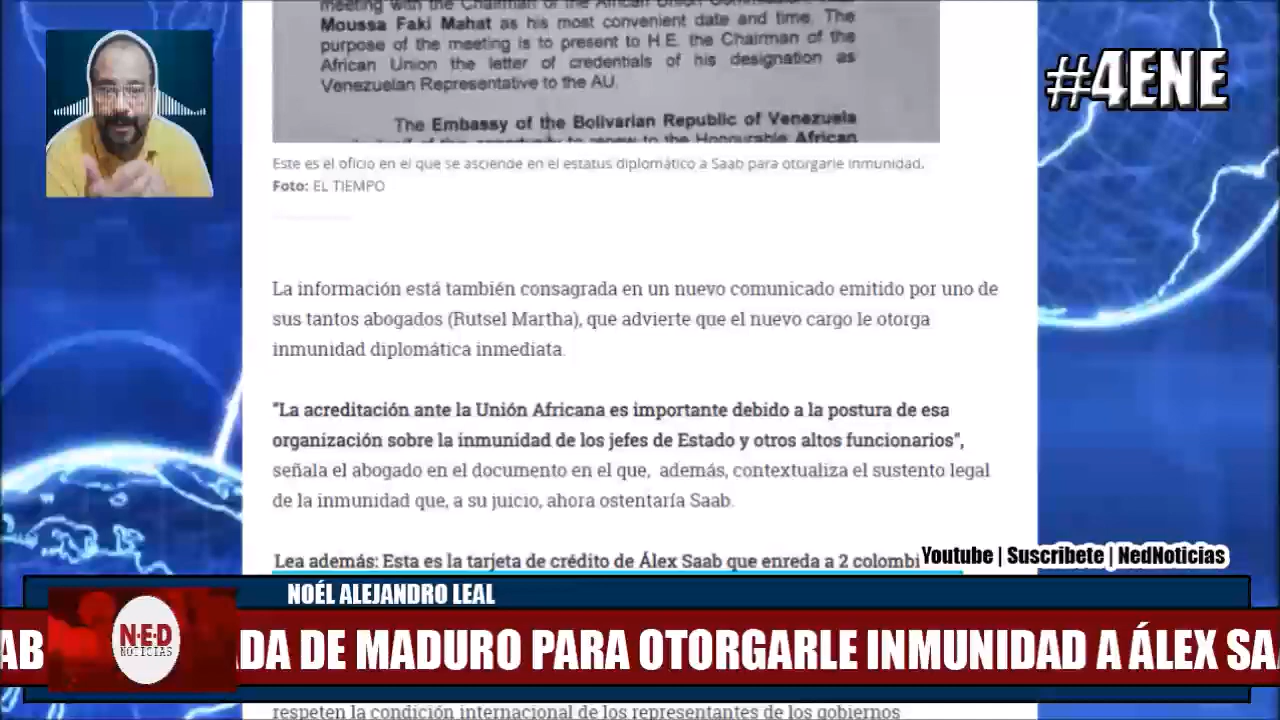 meeting with the Chairman of the African Union Commission
Moussa Faki Mahat as his most convenient date and time. The
purpose of the meeting is to present to H.E. the Chairman of the
African Union the letter of credentials of his designation as
Venezuelan Representative to the AU.
The Embassy of the Bolivarian Republic of Venezuela
to renew to the Honourable African
#4ENE
Este es el oficio en el que se asciende en el estatus diplomático a Saab para otorgarle inmunidad.
Foto: EL TIEMPO
La información está también consagrada en un nuevo comunicado emitido por uno de
sus tantos abogados (Rutsel Martha), que advierte que el nuevo cargo le otorga
inmunidad diplomática inmediata.
"La acreditación ante la Unión Africana es importante debido a la postura de esa
organización sobre la inmunidad de los jefes de Estado y otros altos funcionarios",
señala el abogado en el documento en el que, además, contextualiza el sustento legal
de la inmunidad que, a su juicio, ahora ostentaría Saab.
Lea además: Esta es la tarjeta de crédito de Álex Saab que enreda a 2 colombi
Youtube | Suscribete | NedNoticias
NOÉL ALEJANDRO LEAL
AB
N·E·D
NOTICIAS
ADA DE MADURO PARA OTORGARLE INMUNIDAD A ÁLEX SA
respeten la condición internacional de los representantes de los gobiernos